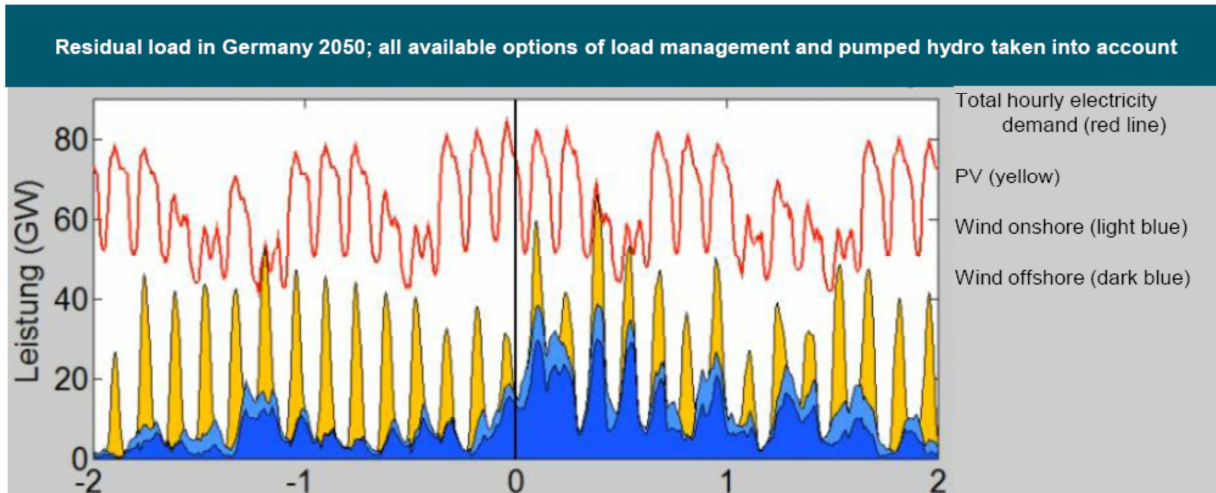 Residual load in Germany 2050; all available options of load management and pumped hydro taken into account
Total hourly electricity
demand (red line)
PV (yellow)
Wind onshore (light blue)
Wind offshore (dark blue)
Leistung (GW)
80
60
40
20
0
-2
-1
0
1
2